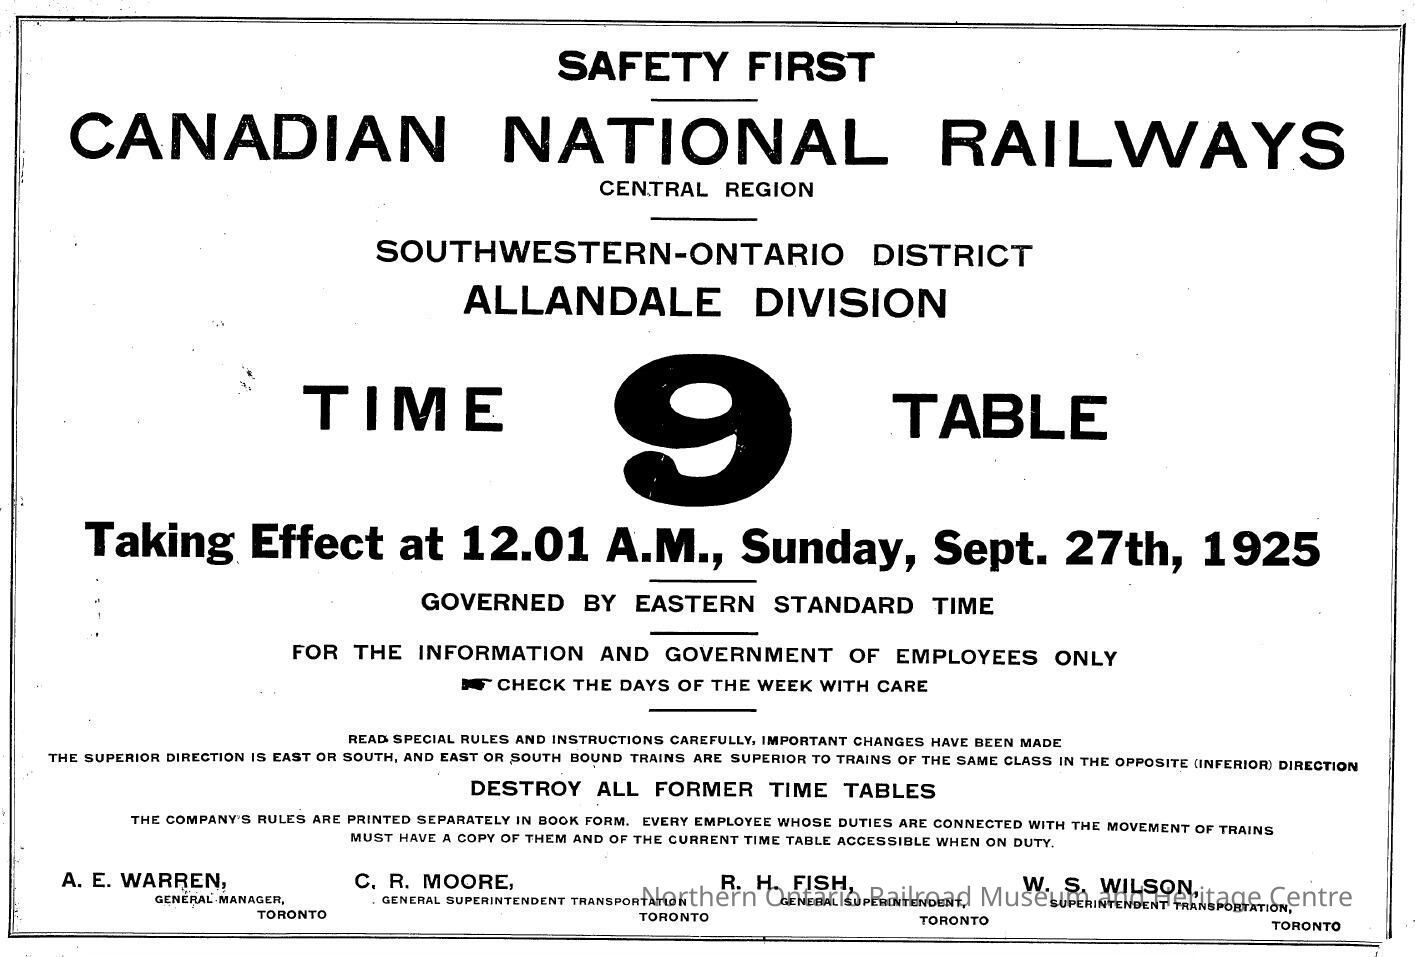 SAFETY FIRST
CANADIAN NATIONAL RAILWAYS
CENTRAL REGION
SOUTHWESTERN-ONTARIO DISTRICT
ALLANDALE DIVISION
TIME 9 TABLE
Taking Effect at 12.01 A.M., Sunday, Sept. 27th, 1925
GOVERNED BY EASTERN STANDARD TIME
FOR THE INFORMATION AND GOVERNMENT OF EMPLOYEES ONLY
☛ CHECK THE DAYS OF THE WEEK WITH CARE
READ SPECIAL RULES AND INSTRUCTIONS CAREFULLY, IMPORTANT CHANGES HAVE BEEN MADE
THE SUPERIOR DIRECTION IS EAST OR SOUTH, AND EAST OR SOUTH BOUND TRAINS ARE SUPERIOR TO TRAINS OF THE SAME CLASS IN THE OPPOSITE (INFERIOR) DIRECTION
DESTROY ALL FORMER TIME TABLES
THE COMPANY'S RULES ARE PRINTED SEPARATELY IN BOOK FORM. EVERY EMPLOYEE WHOSE DUTIES ARE CONNECTED WITH THE MOVEMENT OF TRAINS
MUST HAVE A COPY OF THEM AND OF THE CURRENT TIME TABLE ACCESSIBLE WHEN ON DUTY.
A. E. WARREN, C. R. MOORE, R. H. FISH, W. S. WILSON,
Northern Ontario Railroad Museum and Heritage Centre
GENERAL MANAGER, GENERAL SUPERINTENDENT TRANSPORTATION GENERAL SUPERINTENDENT, SUPERINTENDENT TRANSPORTATION,
TORONTO TORONTO TORONTO TORONTO